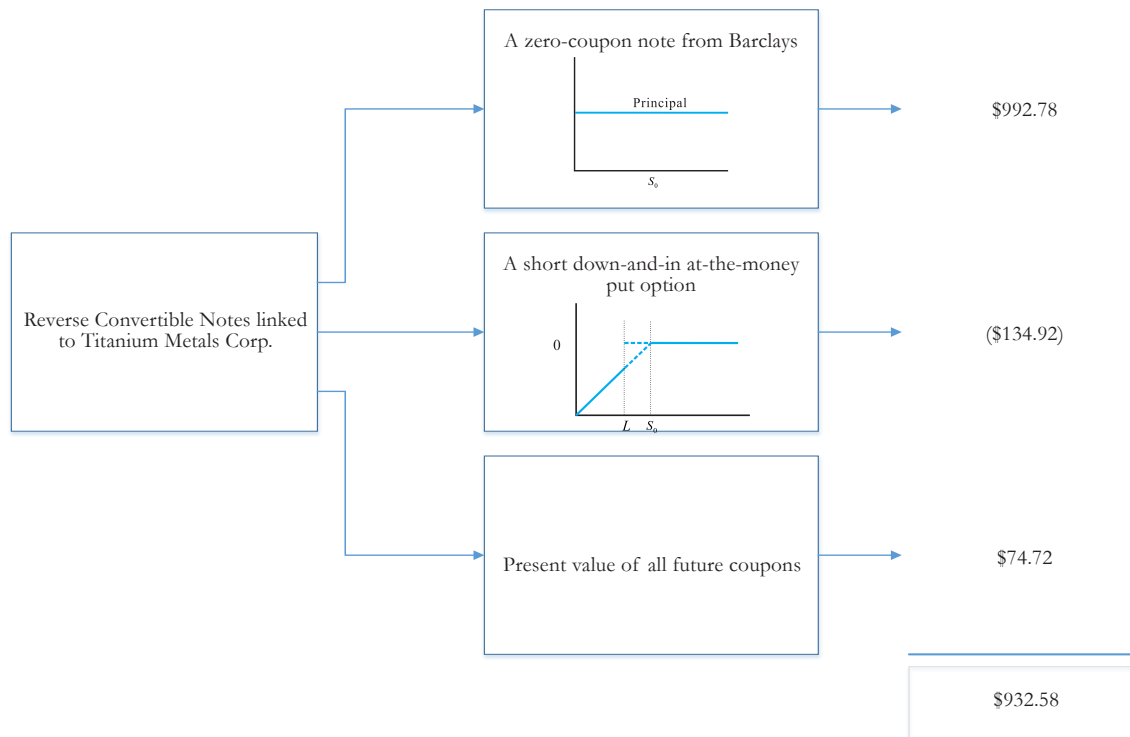 A zero-coupon note from Barclays
Principal
S₀
$992.78
Reverse Convertible Notes linked
to Titanium Metals Corp.
A short down-and-in at-the-money
put option
0
L S₀
($134.92)
Present value of all future coupons
$74.72
$932.58